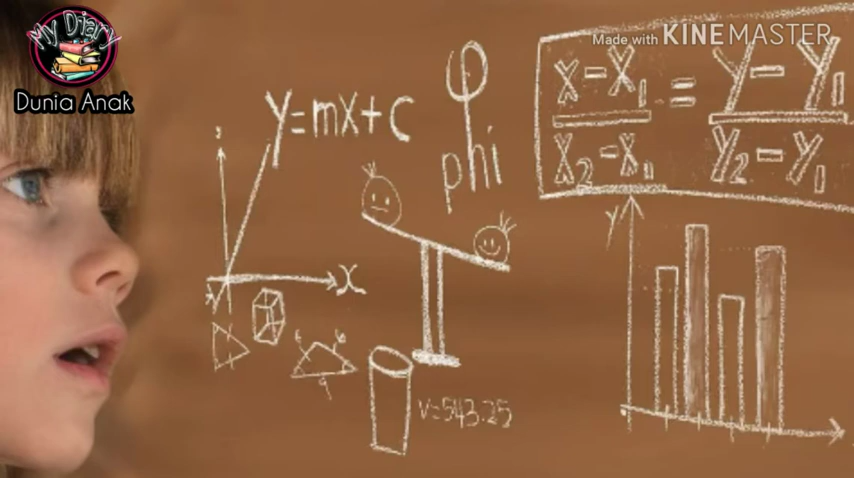 My Diary
Dunia Anak
Made with KINEMASTER
y=mx+c
φ
phi
x-x₁ = y-y₁
x₂-x₁ y₂-y₁
x
y
v=543.25